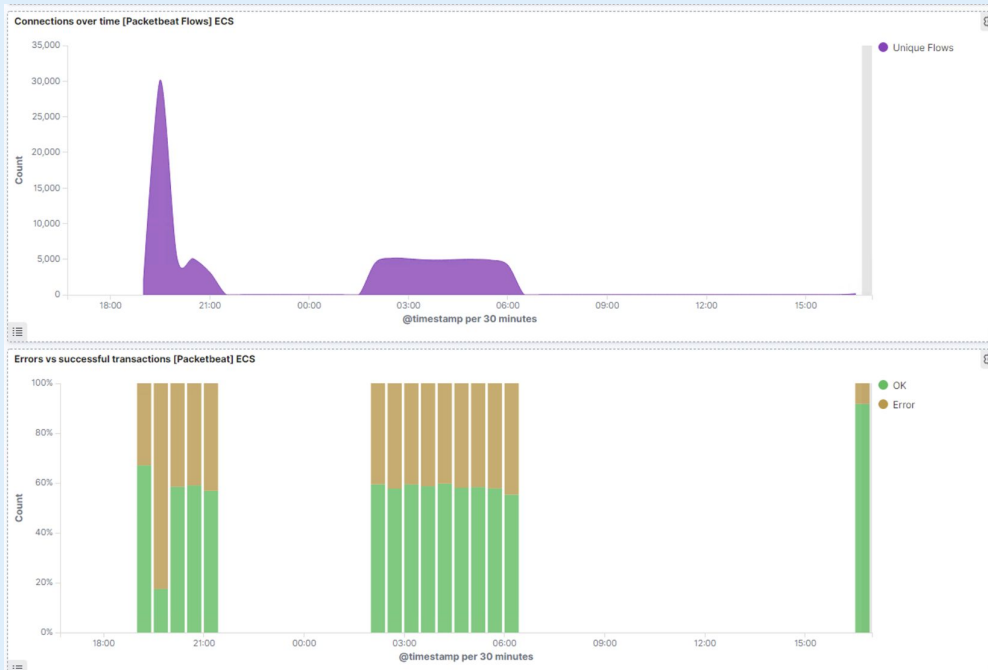 Connections over time [Packetbeat Flows] ECS
35,000
30,000
25,000
20,000
15,000
10,000
5,000
0
Count
18:00 21:00 00:00 03:00 06:00 09:00 12:00 15:00
@timestamp per 30 minutes
Unique Flows
Errors vs successful transactions [Packetbeat] ECS
100%
80%
60%
40%
20%
0%
Count
18:00 21:00 00:00 03:00 06:00 09:00 12:00 15:00
@timestamp per 30 minutes
OK
Error